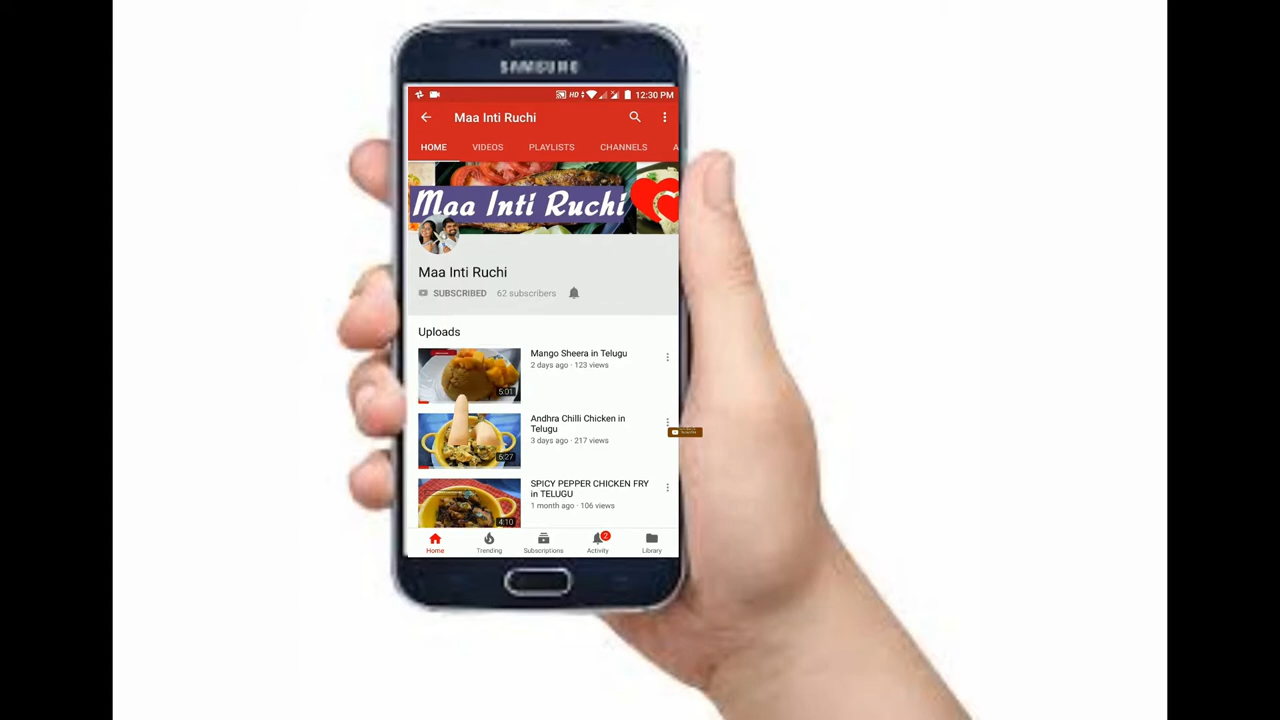 SAMSUNG
HD 12:30 PM
Maa Inti Ruchi
HOME VIDEOS PLAYLISTS CHANNELS A
Maa Inti Ruchi
Maa Inti Ruchi
SUBSCRIBED 62 subscribers
Uploads
Mango Sheera in Telugu
2 days ago · 123 views
5:01
Andhra Chilli Chicken in
Telugu
3 days ago · 217 views
6:27
SPICY PEPPER CHICKEN FRY
in TELUGU
1 month ago · 106 views
4:10
2
Home Trending Subscriptions Activity Library